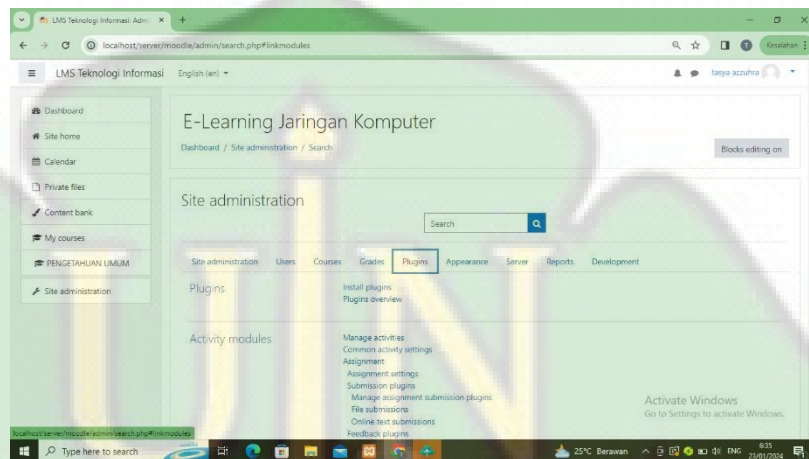 LMS Teknologi Informasi: Admi
localhost/server/moodle/admin/search.php#linkmodules
Kesalahan
LMS Teknologi Informasi English (en)
tasya azzuhra
Dashboard
Site home
Calendar
Private files
Content bank
My courses
PENGETAHUAN UMUM
Site administration
E-Learning Jaringan Komputer
Dashboard / Site administration / Search
Blocks editing on
Site administration
Search
Site administration Users Courses Grades Plugins Appearance Server Reports Development
Plugins
Install plugins
Plugins overview
Activity modules
Manage activities
Common activity settings
Assignment
Assignment settings
Submission plugins
Manage assignment submission plugins
File submissions
Online text submissions
Feedback plugins
Activate Windows
Go to Settings to activate Windows.
localhost/server/moodle/admin/search.php#linkmodules
Type here to search
25°C Berawan
ENG
6:35
23/01/2024
UIN